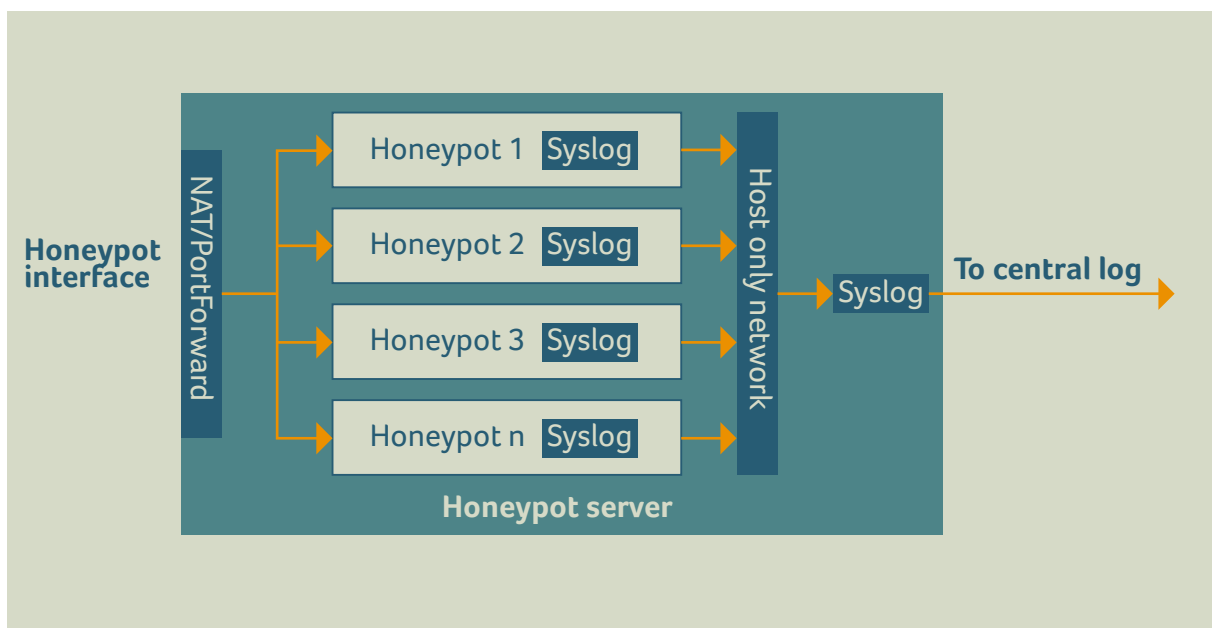 Honeypot
interface
NAT/PortForward
Honeypot 1 Syslog
Honeypot 2 Syslog
Honeypot 3 Syslog
Honeypot n Syslog
Host only network
Syslog
To central log
Honeypot server